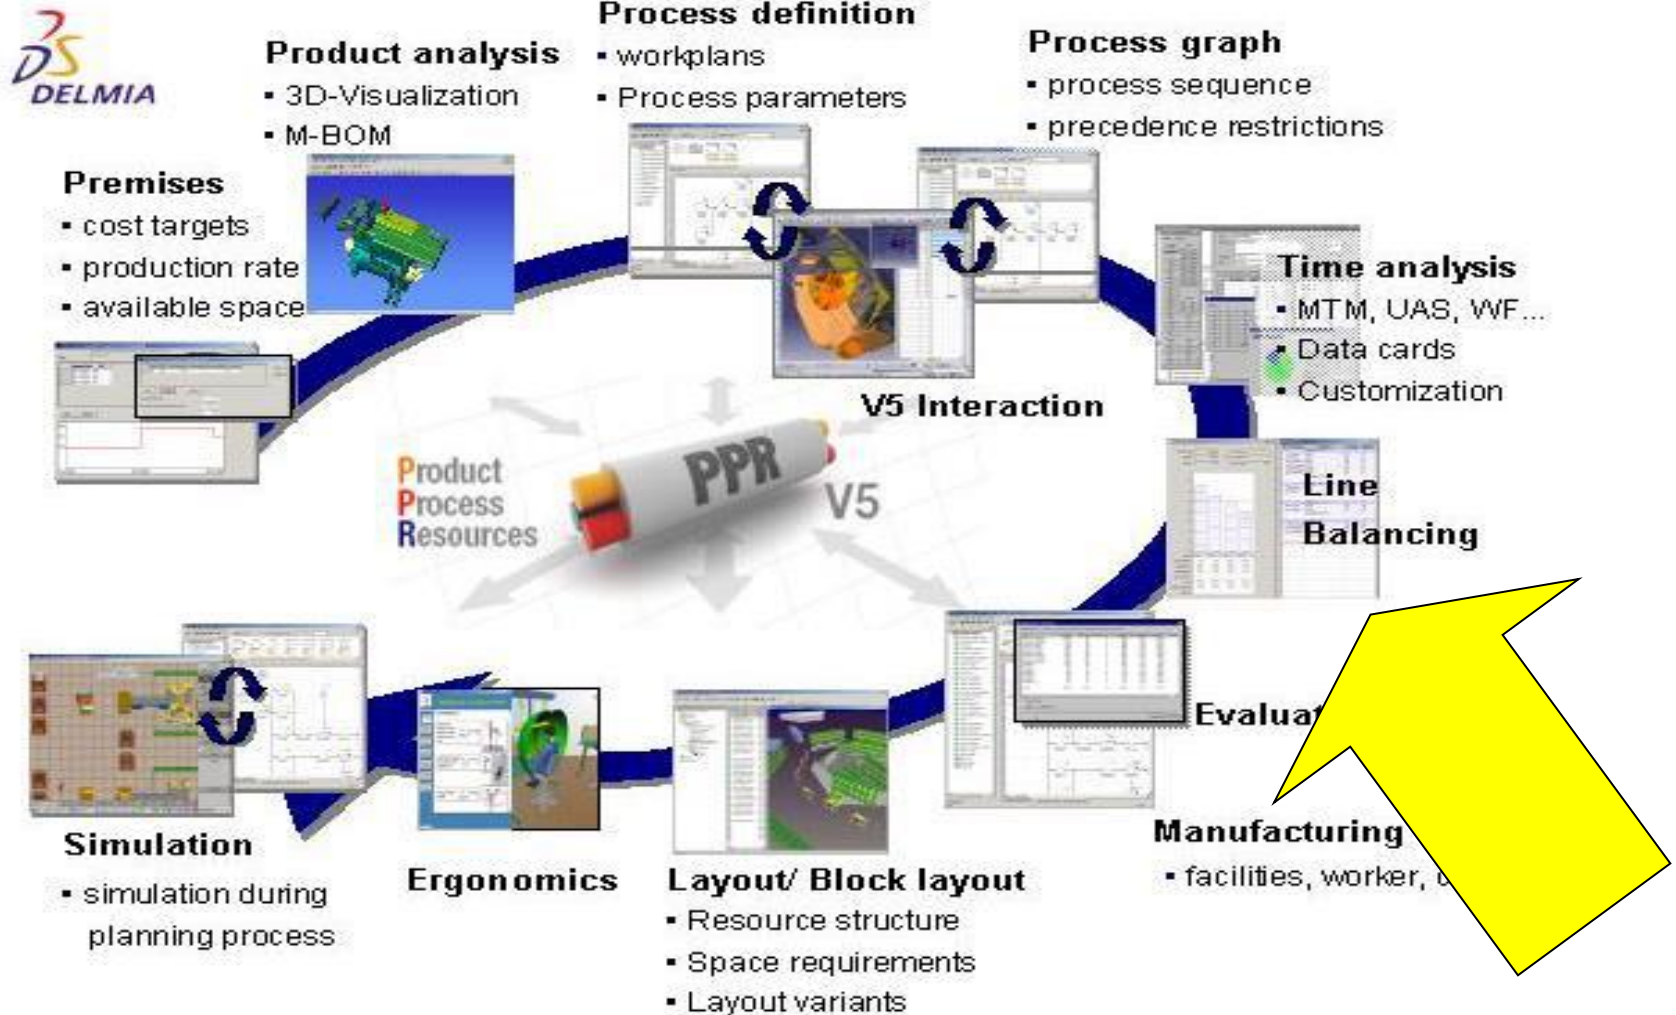 DELMIA
Premises
▪ cost targets
▪ production rate
▪ available space
Product analysis
▪ 3D-Visualization
▪ M-BOM
Process definition
▪ workplans
▪ Process parameters
Process graph
▪ process sequence
▪ precedence restrictions
Time analysis
▪ MTM, UAS, WF...
▪ Data cards
▪ Customization
V5 Interaction
Product
Process
Resources
PPR
V5
Line
Balancing
Manufacturing
▪ facilities, worker,
Layout/ Block layout
▪ Resource structure
▪ Space requirements
▪ Layout variants
Ergonomics
Simulation
▪ simulation during
planning process